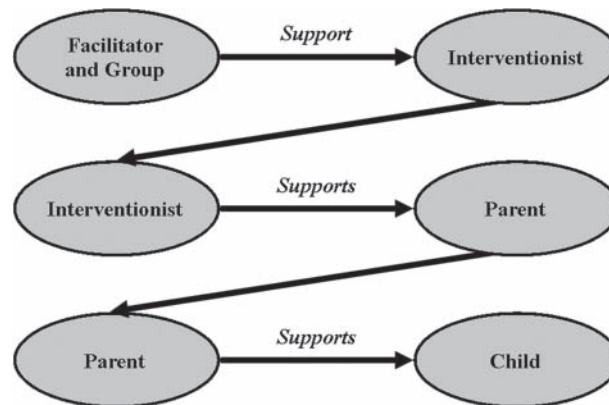 Facilitator
and Group
Support
Interventionist
Interventionist
Supports
Parent
Parent
Supports
Child